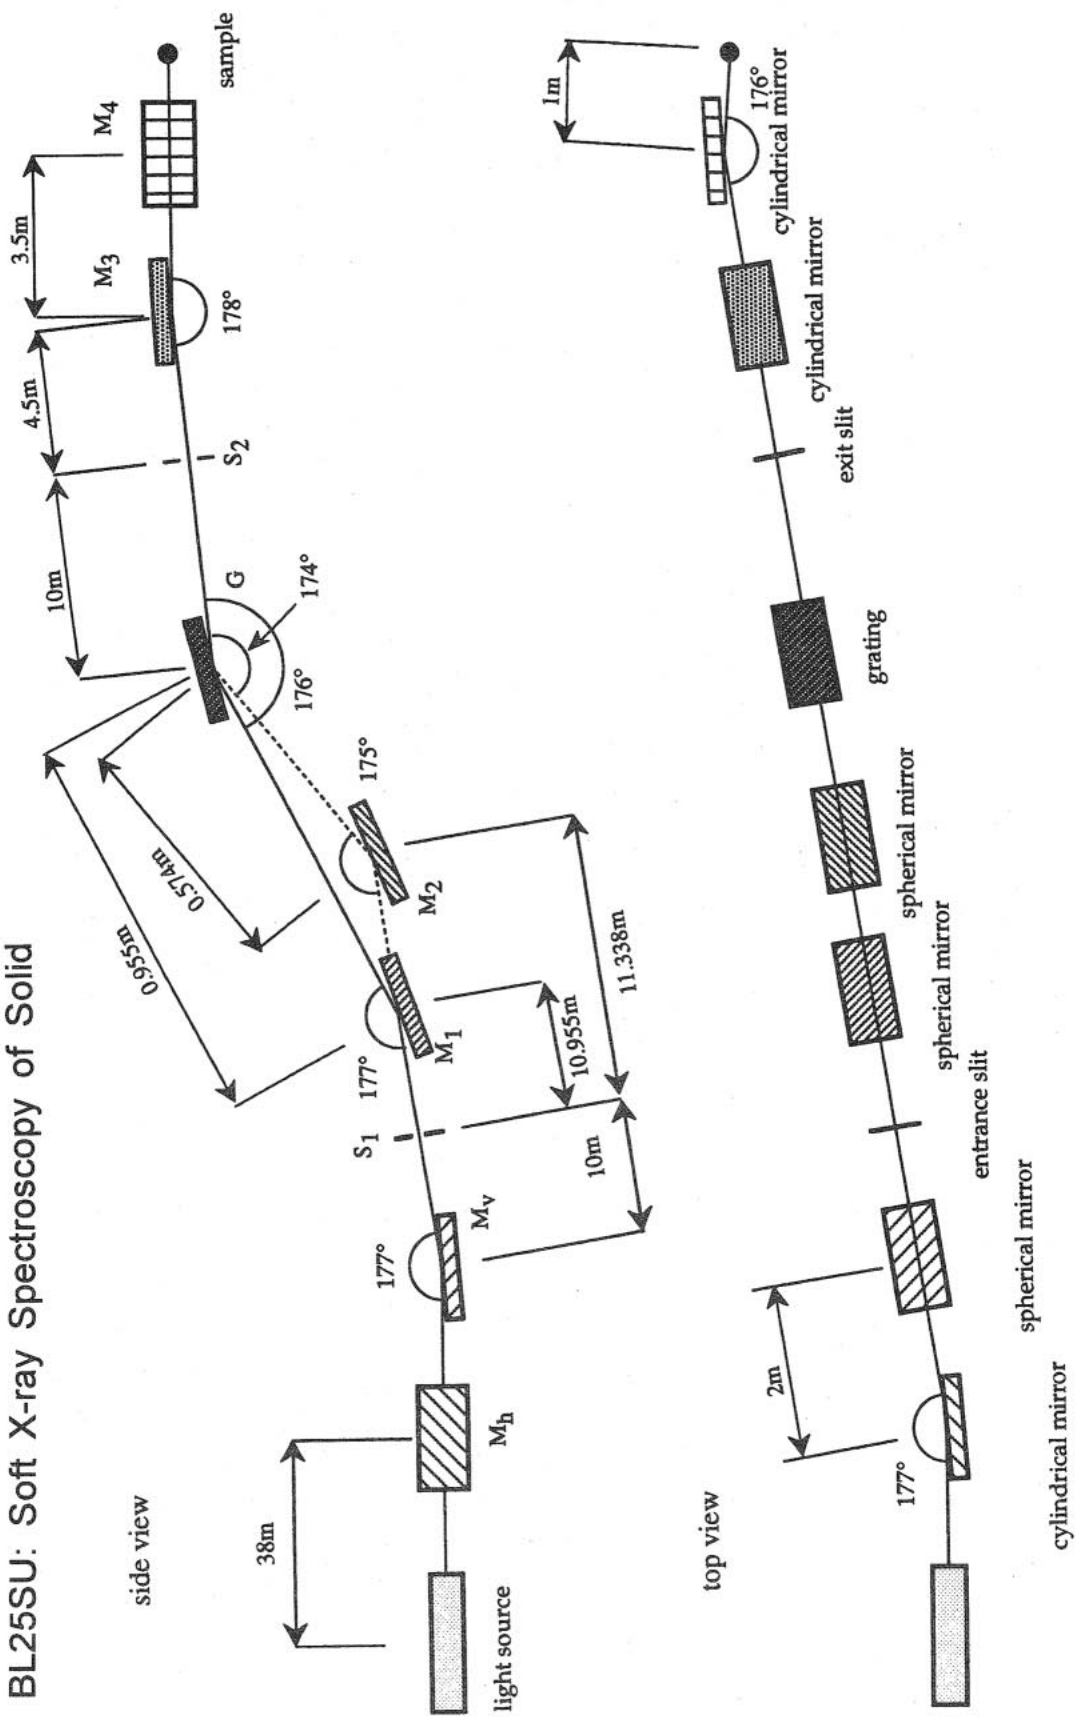 BL25SU: Soft X-ray Spectroscopy of Solid
side view
light source
38m
Mh
Mv
177°
10m
S1
177°
M1
10.955m
11.338m
M2
175°
0.955m
0.574m
G
174°
176°
10m
S2
4.5m
M3
178°
3.5m
M4
sample
top view
177°
cylindrical mirror
2m
spherical mirror
entrance slit
spherical mirror
spherical mirror
grating
exit slit
cylindrical mirror
cylindrical mirror
176°
1m